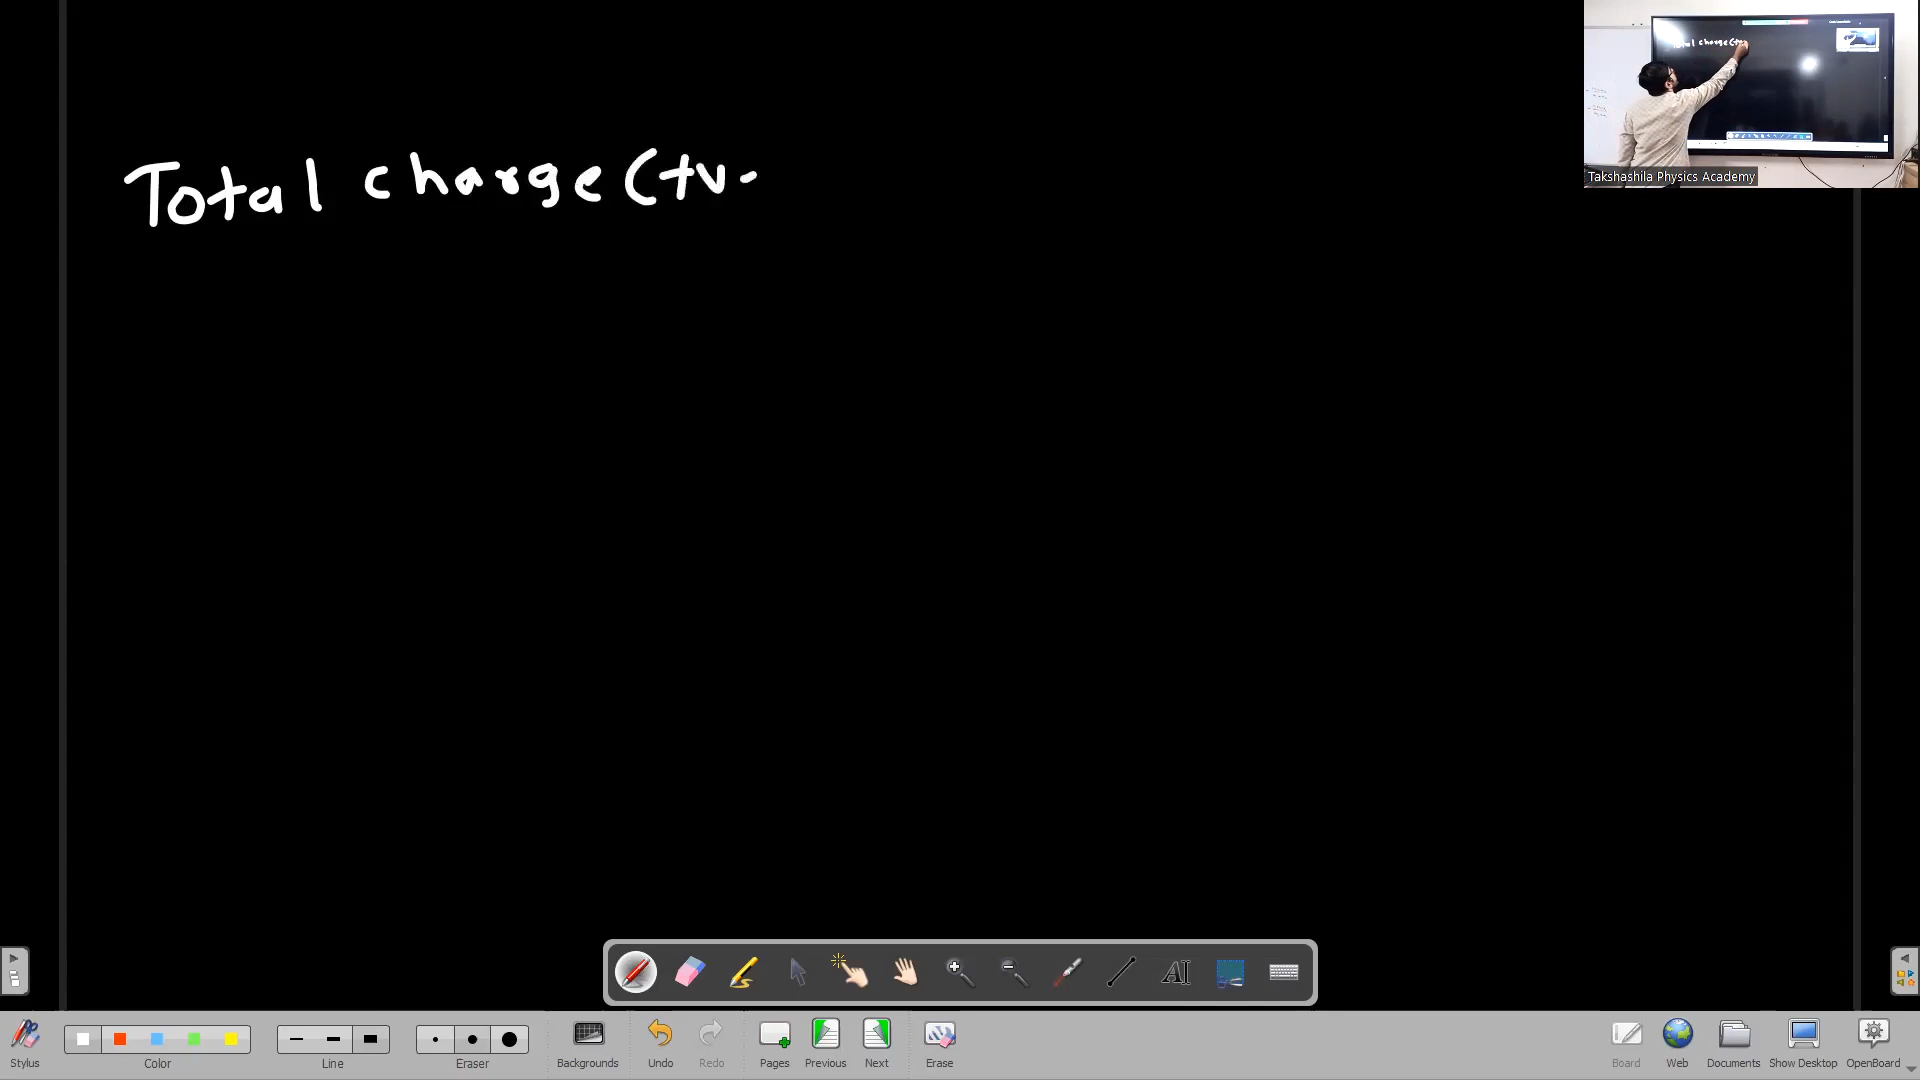 Total charge (+v-
Takshashila Physics Academy
Stylus
Color
Line
Eraser
Backgrounds
Undo
Redo
Pages
Previous
Next
Erase
Board
Web
Documents
Show Desktop
OpenBoard